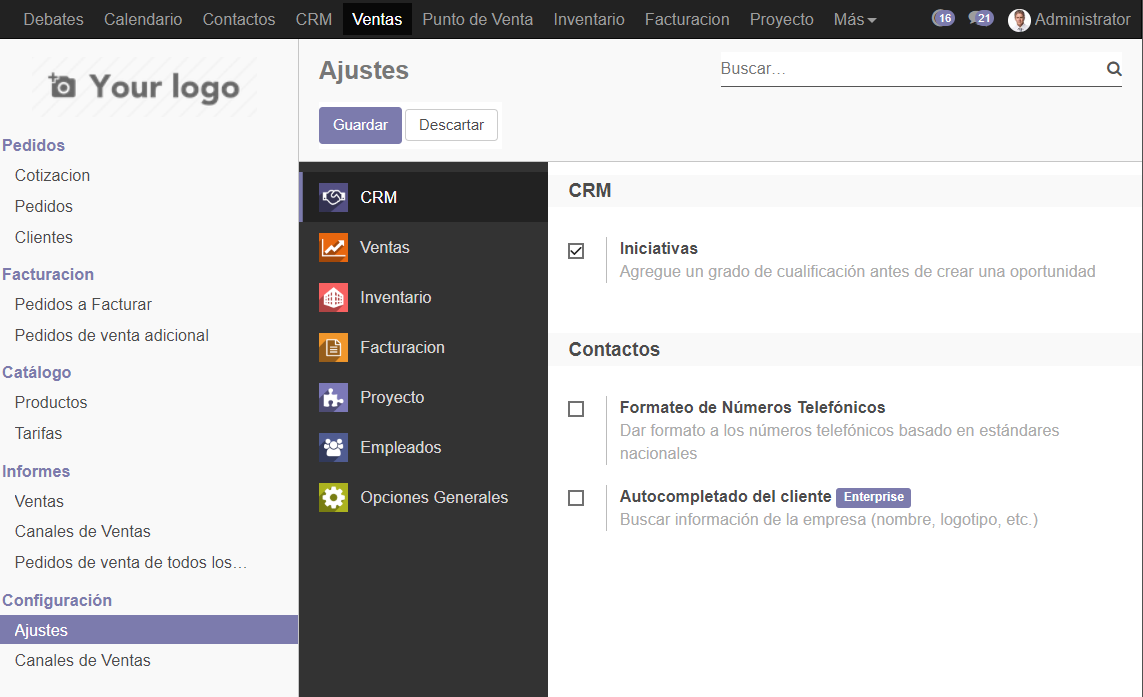 Debates Calendario Contactos CRM Ventas Punto de Venta Inventario Facturacion Proyecto Más 16 21 Administrator
Your logo
Pedidos
Cotizacion
Pedidos
Clientes
Facturacion
Pedidos a Facturar
Pedidos de venta adicional
Catálogo
Productos
Tarifas
Informes
Ventas
Canales de Ventas
Pedidos de venta de todos los…
Configuración
Ajustes
Canales de Ventas
Ajustes
Buscar...
Guardar Descartar
CRM
Ventas
Inventario
Facturacion
Proyecto
Empleados
Opciones Generales
CRM
Iniciativas
Agregue un grado de cualificación antes de crear una oportunidad
Contactos
Formateo de Números Telefónicos
Dar formato a los números telefónicos basado en estándares
nacionales
Autocompletado del cliente Enterprise
Buscar información de la empresa (nombre, logotipo, etc.)